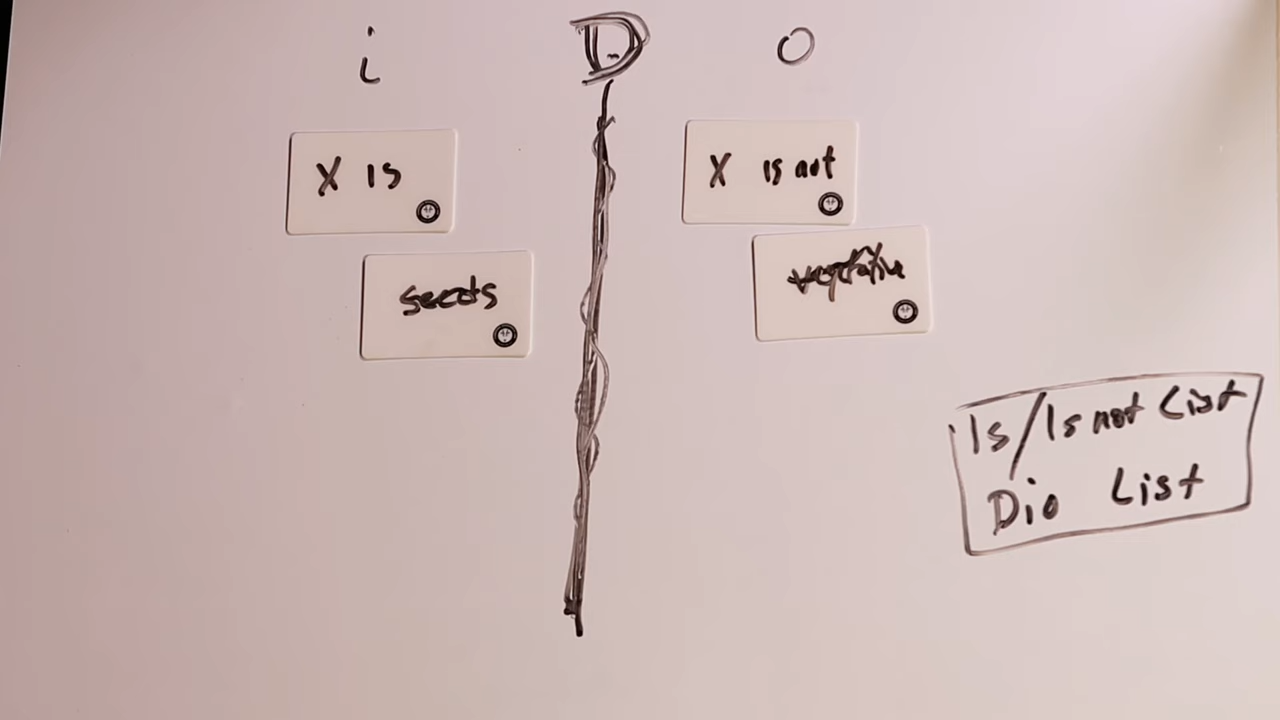 i D o
X is
X is not
seeds
vegetative
Is/Is not List
Dio List